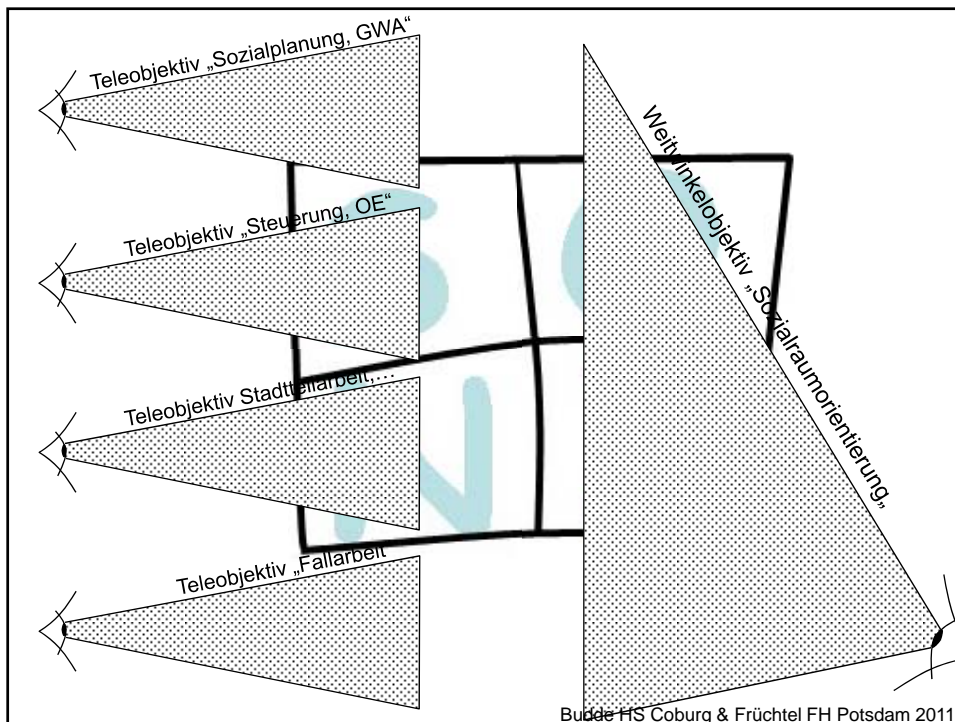 Teleobjektiv „Sozialplanung, GWA“
Teleobjektiv „Steuerung, OE“
Teleobjektiv Stadtteilarbeit,…
Teleobjektiv „Fallarbeit
Weitwinkelobjektiv „Sozialraumorientierung„
S
N
Budde HS Coburg & Früchtel FH Potsdam 2011